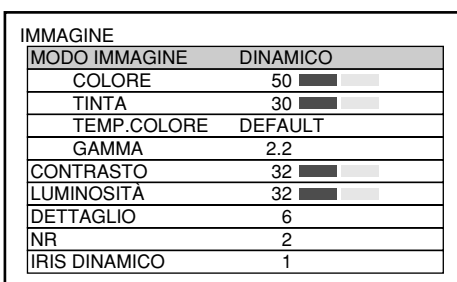 IMMAGINE
MODO IMMAGINE DINAMICO
COLORE 50
TINTA 30
TEMP.COLORE DEFAULT
GAMMA 2.2
CONTRASTO 32
LUMINOSITÀ 32
DETTAGLIO 6
NR 2
IRIS DINAMICO 1